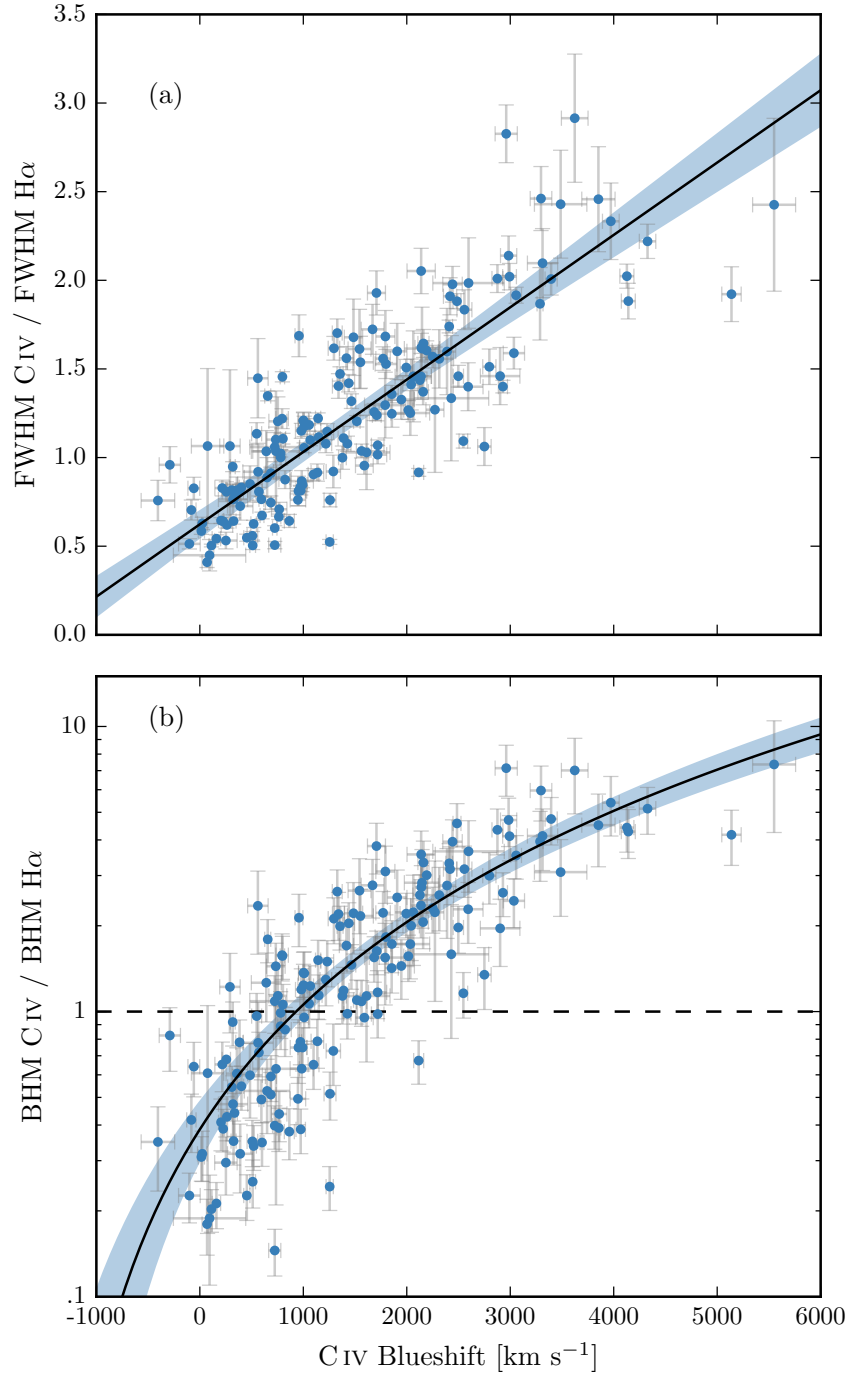 3.5
(a)
3.0
2.5
2.0
1.5
1.0
0.5
0.0
FWHM C IV / FWHM Hα
(b)
10
1
.1
BHM C IV / BHM Hα
-1000 0 1000 2000 3000 4000 5000 6000
C IV Blueshift [km s⁻¹]